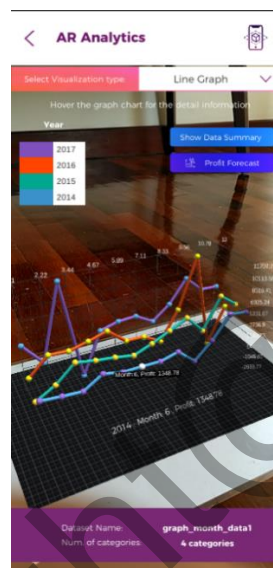 AR Analytics
Select Visualization type
Line Graph
Hover the graph chart for the detail information
Year
2017
2016
2015
2014
Show Data Summary
Profit Forecast
2.22 3.44 4.67 5.89 7.11 8.33 9.56 10.78 12
Month:6, Profit: 1348.78
2014 , Month: 6 , Profit: 1348.78
Dataset Name: graph_month_data1
Num. of categories: 4 categories